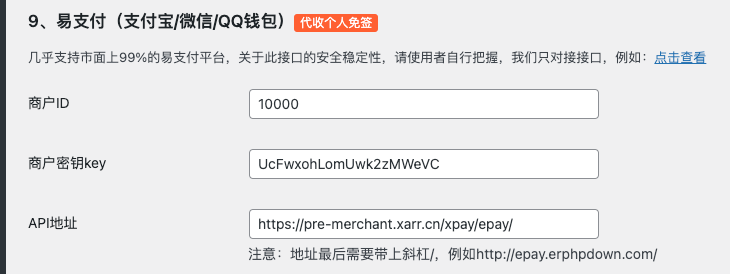 9、易支付（支付宝/微信/QQ钱包） 代收个人免签
几乎支持市面上99%的易支付平台，关于此接口的安全稳定性，请使用者自行把握，我们只对接接口，例如：点击查看
商户ID 10000
商户密钥key UcFwxohLomUwk2zMWeVC
API地址 https://pre-merchant.xarr.cn/xpay/epay/
注意：地址最后需要带上斜杠/，例如http://epay.erphpdown.com/